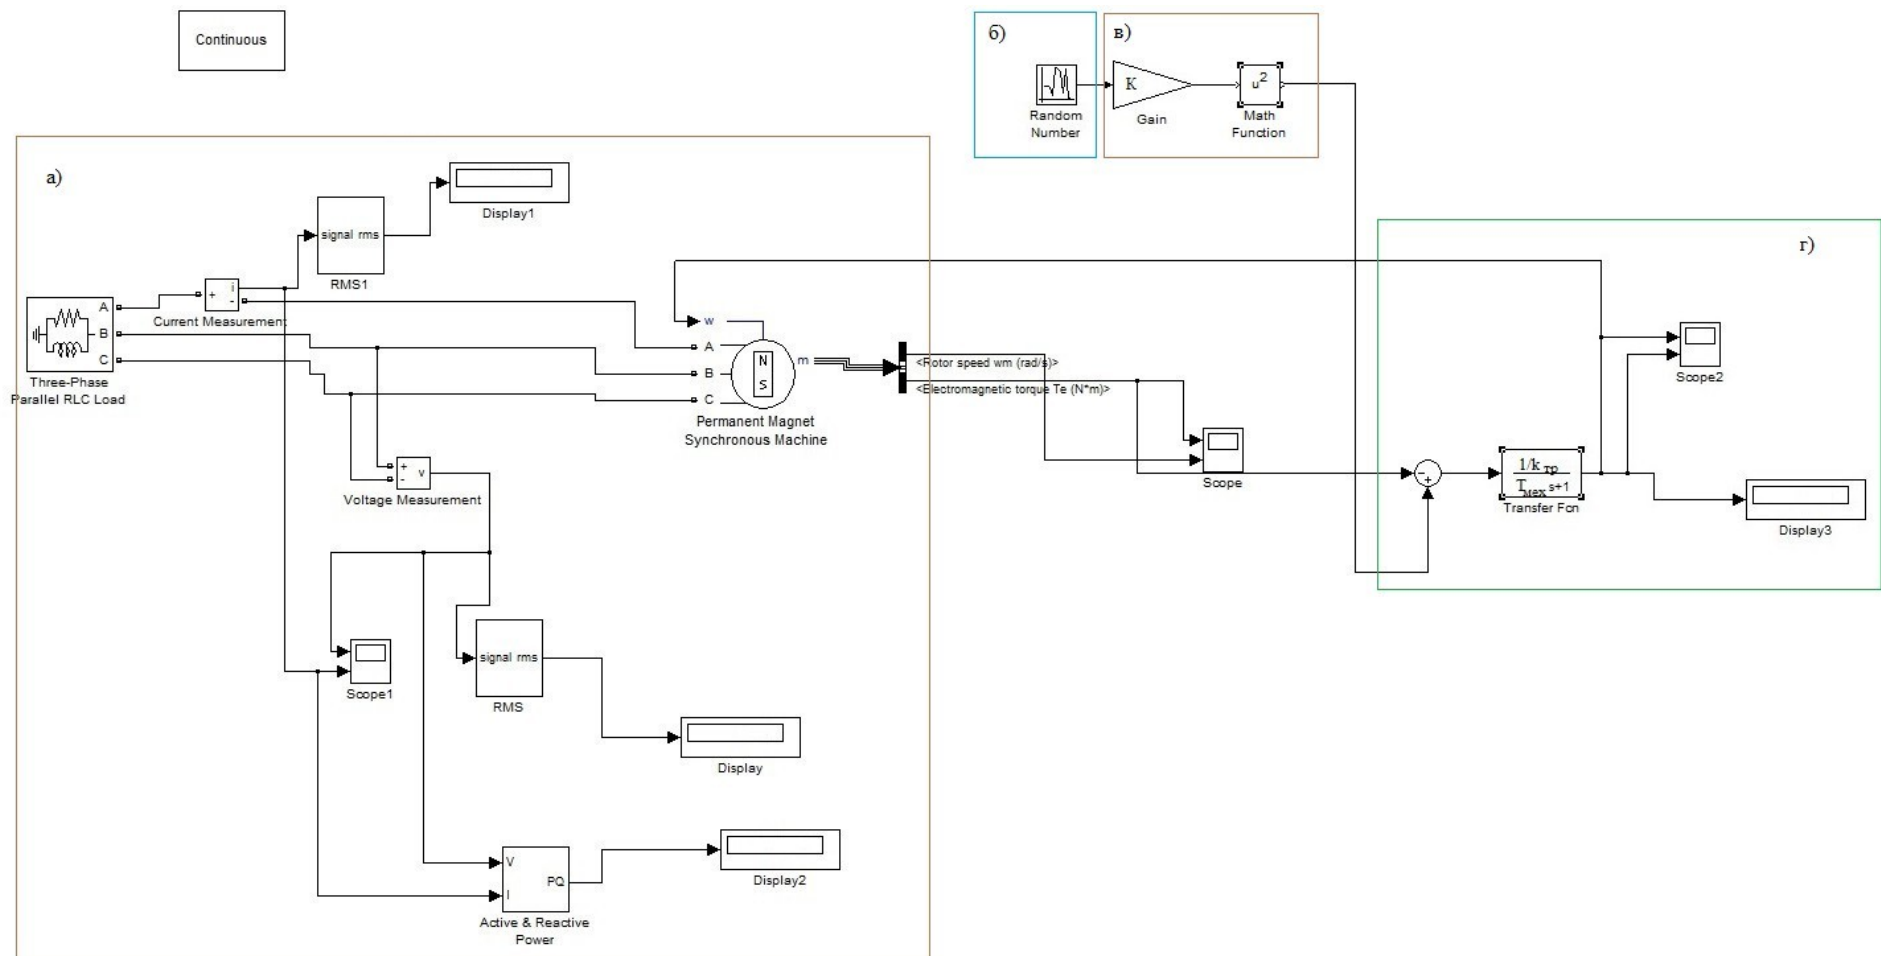 Continuous
б)
в)
Random
Number
K
Gain
u2
Math
Function
а)
Display1
signal rms
RMS1
г)
+
i
-
Current Measurement
A
B
C
Three-Phase
Parallel RLC Load
w
A
B
C
N
S
m
Permanent Magnet
Synchronous Machine
<Rotor speed wm (rad/s)>
<Electromagnetic torque Te (N*m)>
Scope2
Scope
+
-
v
Voltage Measurement
-
+
1/kтр
Tмех s+1
Transfer Fcn
Display3
Scope1
signal rms
RMS
Display
V
I
PQ
Active & Reactive
Power
Display2